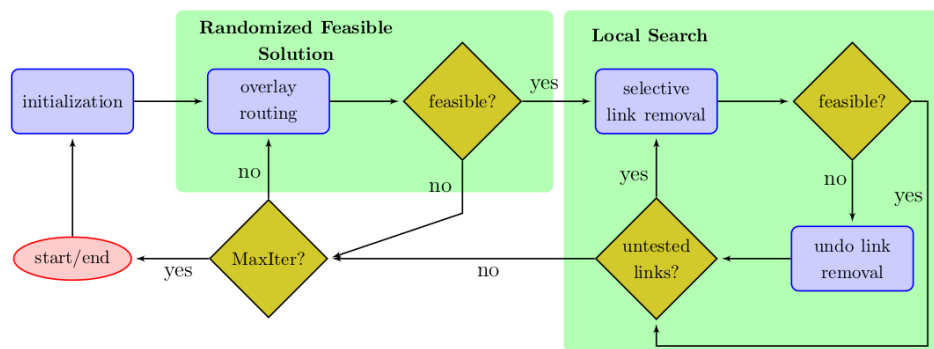 Randomized Feasible
Solution
Local Search
initialization
overlay
routing
feasible?
yes
selective
link removal
feasible?
no
no
yes
no
yes
start/end
yes
MaxIter?
no
untested
links?
undo link
removal